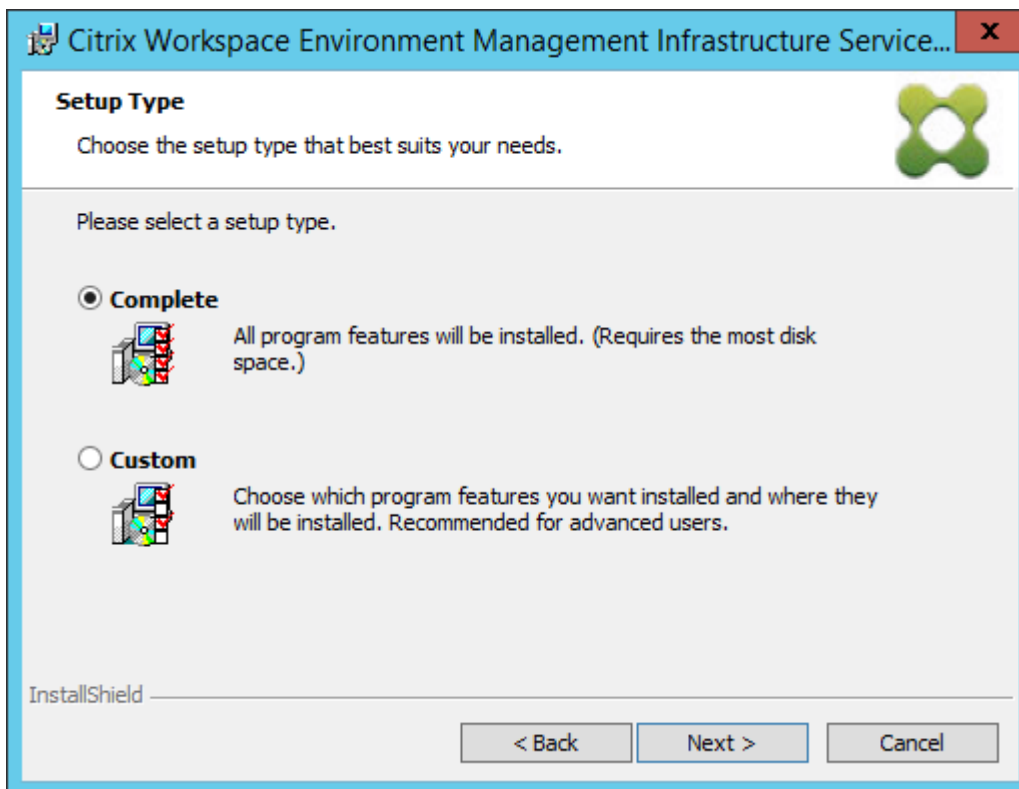 Citrix Workspace Environment Management Infrastructure Service...
x
Setup Type
Choose the setup type that best suits your needs.
Please select a setup type.
Complete
All program features will be installed. (Requires the most disk
space.)
Custom
Choose which program features you want installed and where they
will be installed. Recommended for advanced users.
InstallShield
< Back
Next >
Cancel